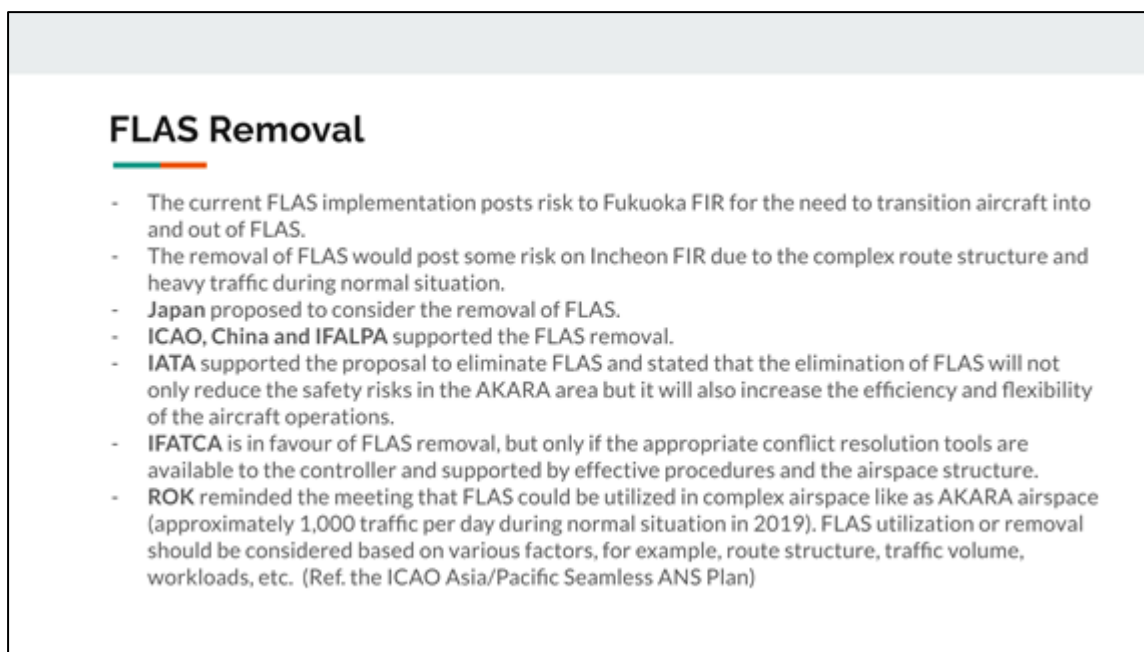 FLAS Removal
- The current FLAS implementation posts risk to Fukuoka FIR for the need to transition aircraft into
and out of FLAS.
- The removal of FLAS would post some risk on Incheon FIR due to the complex route structure and
heavy traffic during normal situation.
- Japan proposed to consider the removal of FLAS.
- ICAO, China and IFALPA supported the FLAS removal.
- IATA supported the proposal to eliminate FLAS and stated that the elimination of FLAS will not
only reduce the safety risks in the AKARA area but it will also increase the efficiency and flexibility
of the aircraft operations.
- IFATCA is in favour of FLAS removal, but only if the appropriate conflict resolution tools are
available to the controller and supported by effective procedures and the airspace structure.
- ROK reminded the meeting that FLAS could be utilized in complex airspace like as AKARA airspace
(approximately 1,000 traffic per day during normal situation in 2019). FLAS utilization or removal
should be considered based on various factors, for example, route structure, traffic volume,
workloads, etc. (Ref. the ICAO Asia/Pacific Seamless ANS Plan)